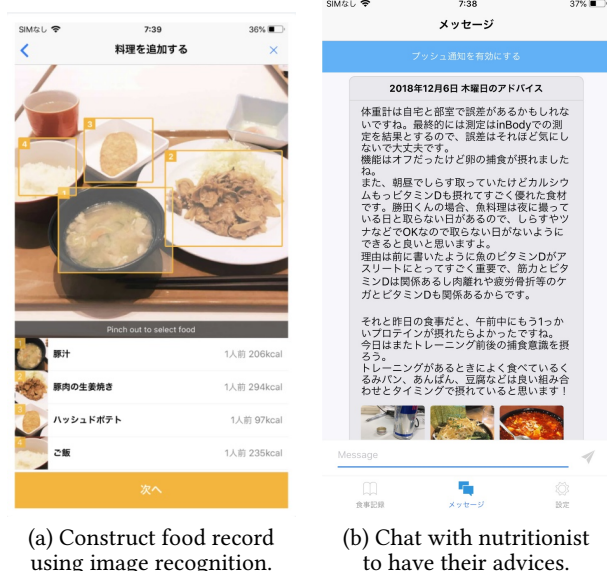 SIMなし 7:39 36%
料理を追加する
4
3
2
1
Pinch out to select food
1
豚汁
1人前 206kcal
2
豚肉の生姜焼き
1人前 294kcal
3
ハッシュドポテト
1人前 97kcal
4
ご飯
1人前 235kcal
次へ
(a) Construct food record
using image recognition.
SIMなし 7:38 37%
メッセージ
プッシュ通知を有効にする
2018年12月6日 木曜日のアドバイス
体重計は自宅と部室で誤差があるかもしれな
いですね。最終的には測定はinBodyでの測
定を結果とするので、誤差はそれほど気にし
ないで大丈夫です。
機能はオフだったけど卵の捕食が摂れました
ね。
また、朝昼でしらす取っていたけどカルシウ
ムもっビタミンDも摂れてすごく優れた食材
です。勝田くんの場合、魚料理は夜に撮って
いる日と取らない日があるので、しらすやツ
ナなどでOKなので取らない日がないように
できると良いと思いますよ。
理由は前に書いたように魚のビタミンDがア
スリートにとってすごく重要で、筋力とビタ
ミンDは関係あるし肉離れや疲労骨折等のケ
ガとビタミンDも関係あるからです。
それと昨日の食事だと、午前中にもう1っか
いプロテインが摂れたらよかったですね。
今日はまたトレーニング前後の捕食意識を摂
ろう。
トレーニングがあるときによく食べているく
るみパン、あんぱん、豆腐などは良い組み合
わせとタイミングで摂れていると思います！
Message
食事記録
メッセージ
設定
(b) Chat with nutritionist
to have their advices.